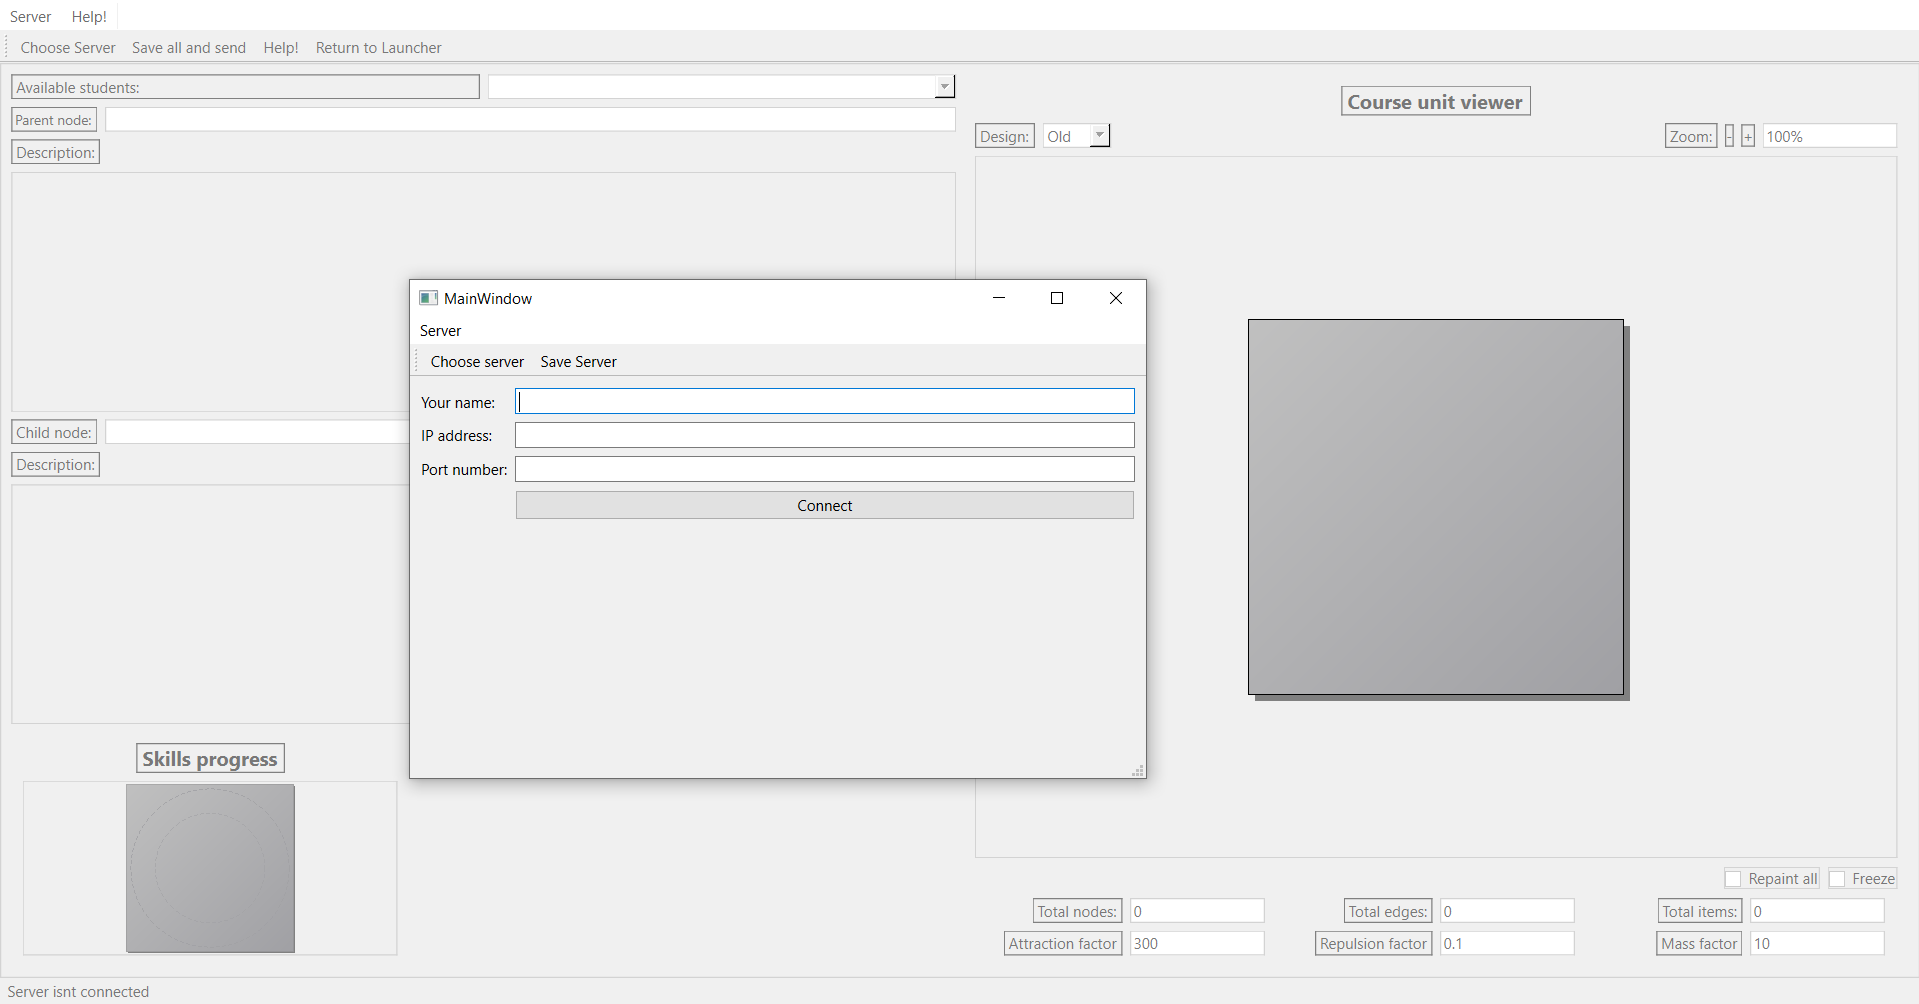 Server Help!
Choose Server Save all and send Help! Return to Launcher
Available students:
Parent node:
Description:
Child node:
Description:
Skills progress
MainWindow
Server
Choose server Save Server
Your name:
IP address:
Port number:
Connect
Course unit viewer
Design: Old Zoom: - + 100%
Repaint all Freeze
Total nodes: 0 Total edges: 0 Total items: 0
Attraction factor 300 Repulsion factor 0.1 Mass factor 10
Server isnt connected